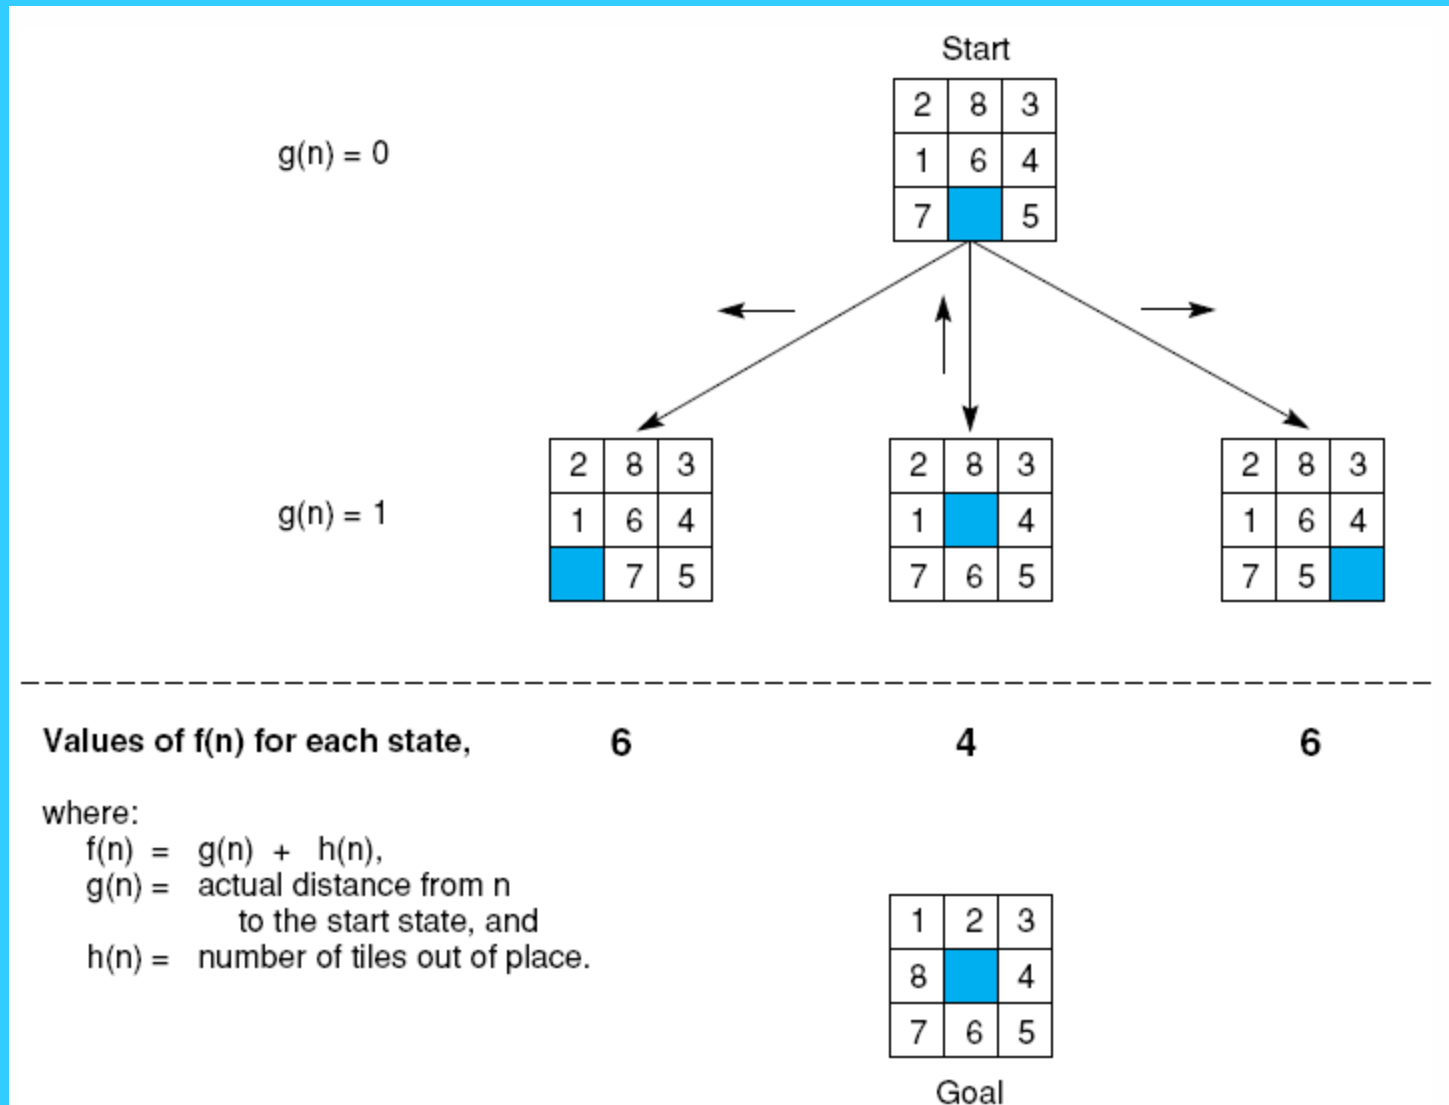 Start
2 8 3
g(n) = 0
1 6 4
7 5
2 8 3 2 8 3 2 8 3
g(n) = 1
1 6 4 1 4 1 6 4
7 5 7 6 5 7 5
Values of f(n) for each state, 6 4 6
where:
f(n) = g(n) + h(n),
g(n) = actual distance from n
to the start state, and
h(n) = number of tiles out of place.
1 2 3
8 4
7 6 5
Goal